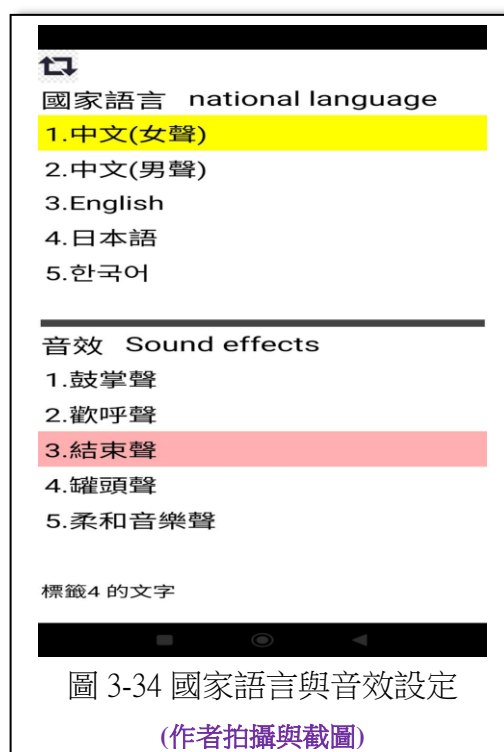 國家語言 national language
1.中文(女聲)
2.中文(男聲)
3.English
4.日本語
5.한국어
音效 Sound effects
1.鼓掌聲
2.歡呼聲
3.結束聲
4.罐頭聲
5.柔和音樂聲
標籤4 的文字
圖 3-34 國家語言與音效設定
(作者拍攝與截圖)